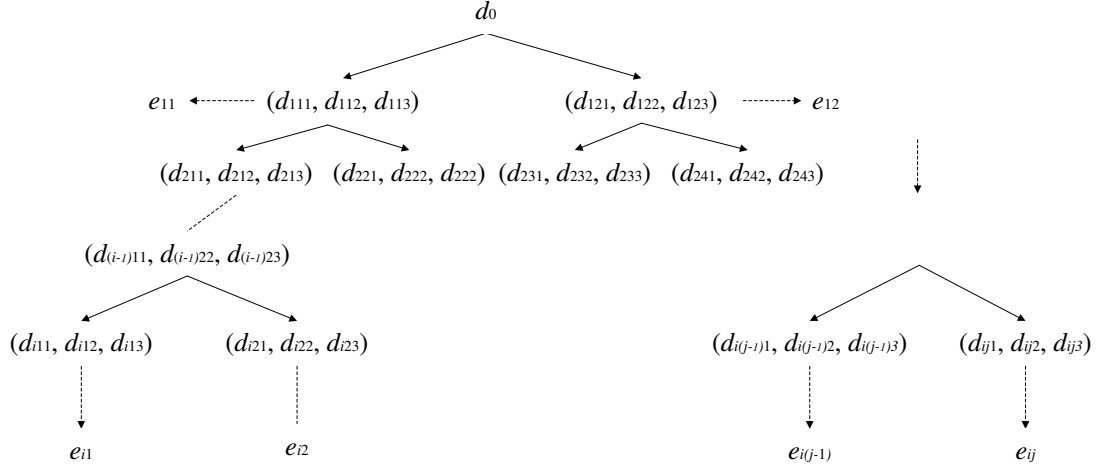 d0
e11 (d111, d112, d113) (d121, d122, d123) e12
(d211, d212, d213) (d221, d222, d222) (d231, d232, d233) (d241, d242, d243)
(d(i-1)11, d(i-1)22, d(i-1)23)
(di11, di12, di13) (di21, di22, di23) (di(j-1)1, di(j-1)2, di(j-1)3) (dij1, dij2, dij3)
ei1 ei2 ei(j-1) eij